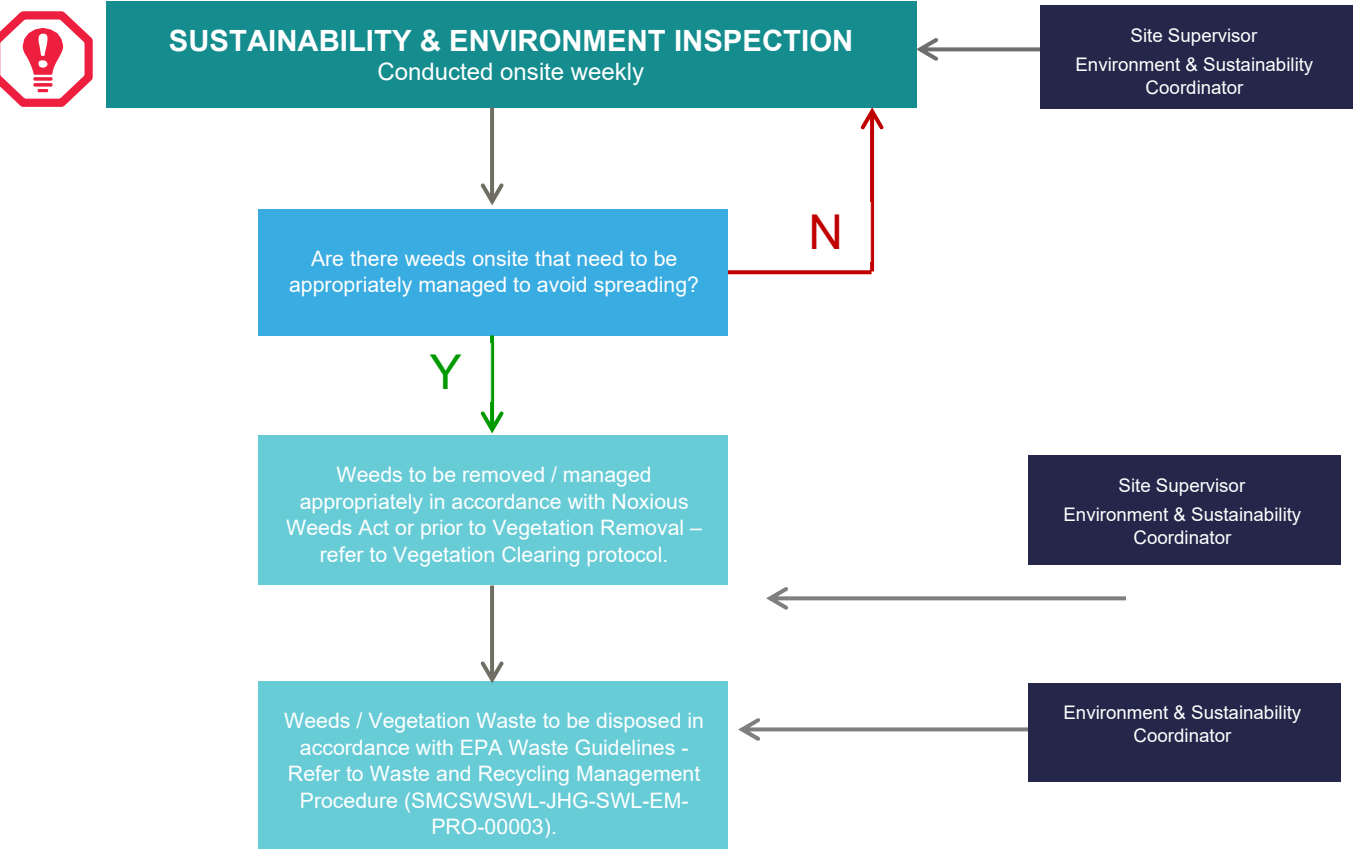 SUSTAINABILITY & ENVIRONMENT INSPECTION
Conducted onsite weekly
Site Supervisor
Environment & Sustainability
Coordinator
Are there weeds onsite that need to be
appropriately managed to avoid spreading?
N
Y
Weeds to be removed / managed
appropriately in accordance with Noxious
Weeds Act or prior to Vegetation Removal –
refer to Vegetation Clearing protocol.
Site Supervisor
Environment & Sustainability
Coordinator
Weeds / Vegetation Waste to be disposed in
accordance with EPA Waste Guidelines -
Refer to Waste and Recycling Management
Procedure (SMCSWSWL-JHG-SWL-EM-
PRO-00003).
Environment & Sustainability
Coordinator